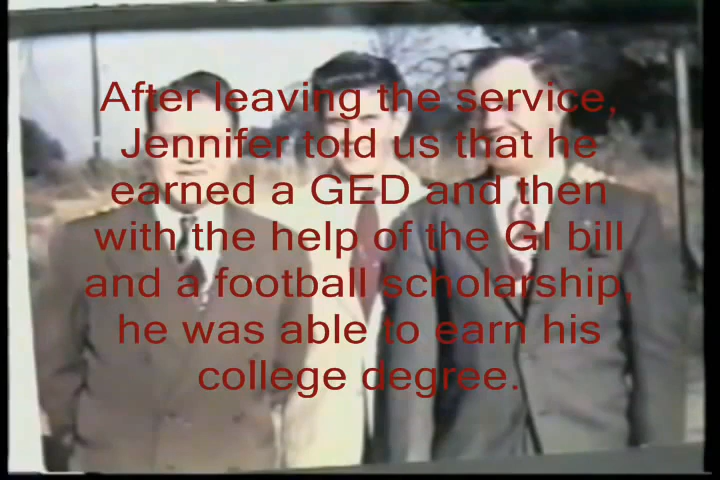 After leaving the service,
Jennifer told us that he
earned a GED and then
with the help of the GI bill
and a football scholarship,
he was able to earn his
college degree.